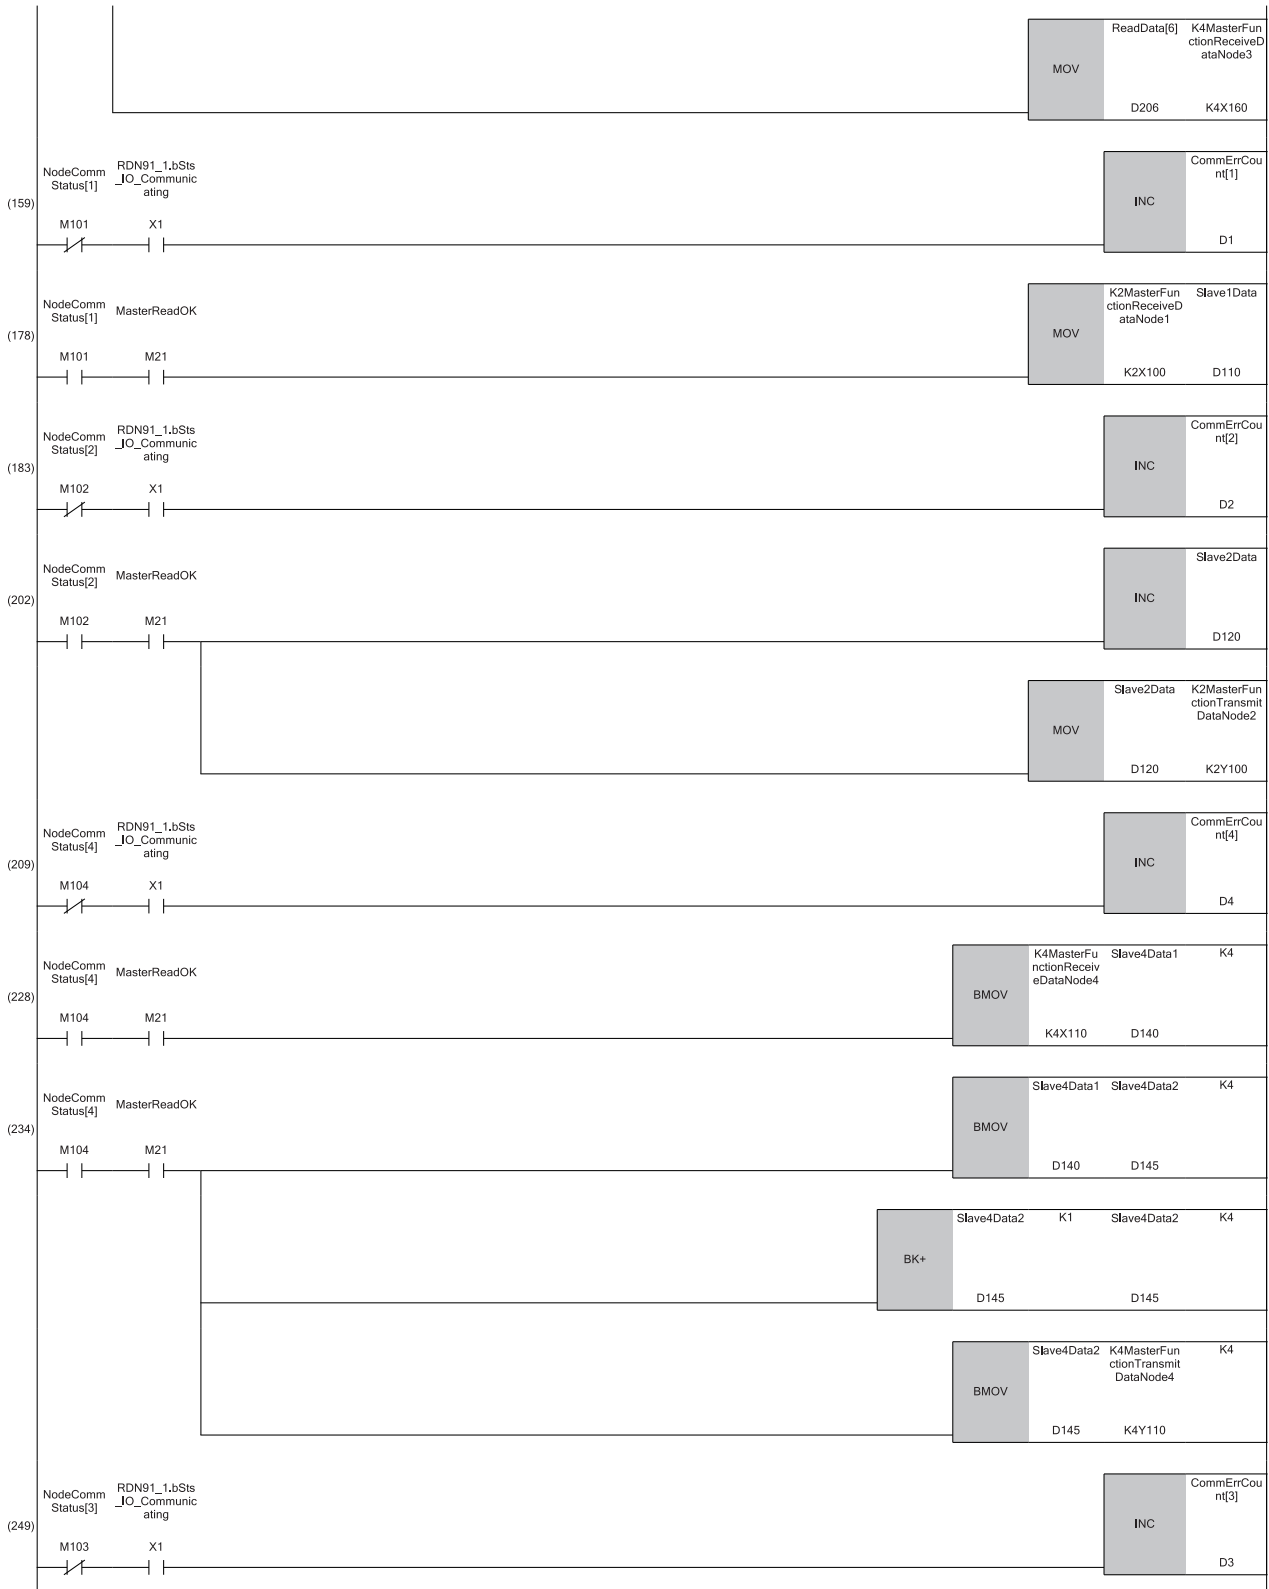 ReadData[6] K4MasterFun
ctionReceiveD
ataNode3
MOV
D206 K4X160
NodeComm RDN91_1.bSts
Status[1] _IO_Communic
ating
CommErrCou
nt[1]
(159)
INC
M101 X1
D1
NodeComm MasterReadOK
Status[1]
K2MasterFun Slave1Data
ctionReceiveD
ataNode1
(178)
MOV
M101 M21
K2X100 D110
NodeComm RDN91_1.bSts
Status[2] _IO_Communic
ating
CommErrCou
nt[2]
(183)
INC
M102 X1
D2
NodeComm MasterReadOK
Status[2]
Slave2Data
(202)
INC
M102 M21
D120
Slave2Data K2MasterFun
ctionTransmit
DataNode2
MOV
D120 K2Y100
NodeComm RDN91_1.bSts
Status[4] _IO_Communic
ating
CommErrCou
nt[4]
(209)
INC
M104 X1
D4
NodeComm MasterReadOK
Status[4]
K4MasterFu Slave4Data1 K4
nctionReceiv
eDataNode4
(228)
BMOV
M104 M21
K4X110 D140
NodeComm MasterReadOK
Status[4]
Slave4Data1 Slave4Data2 K4
(234)
BMOV
M104 M21
D140 D145
Slave4Data2 K1 Slave4Data2 K4
BK+
D145 D145
Slave4Data2 K4MasterFun K4
ctionTransmit
DataNode4
BMOV
D145 K4Y110
NodeComm RDN91_1.bSts
Status[3] _IO_Communic
ating
CommErrCou
nt[3]
(249)
INC
M103 X1
D3